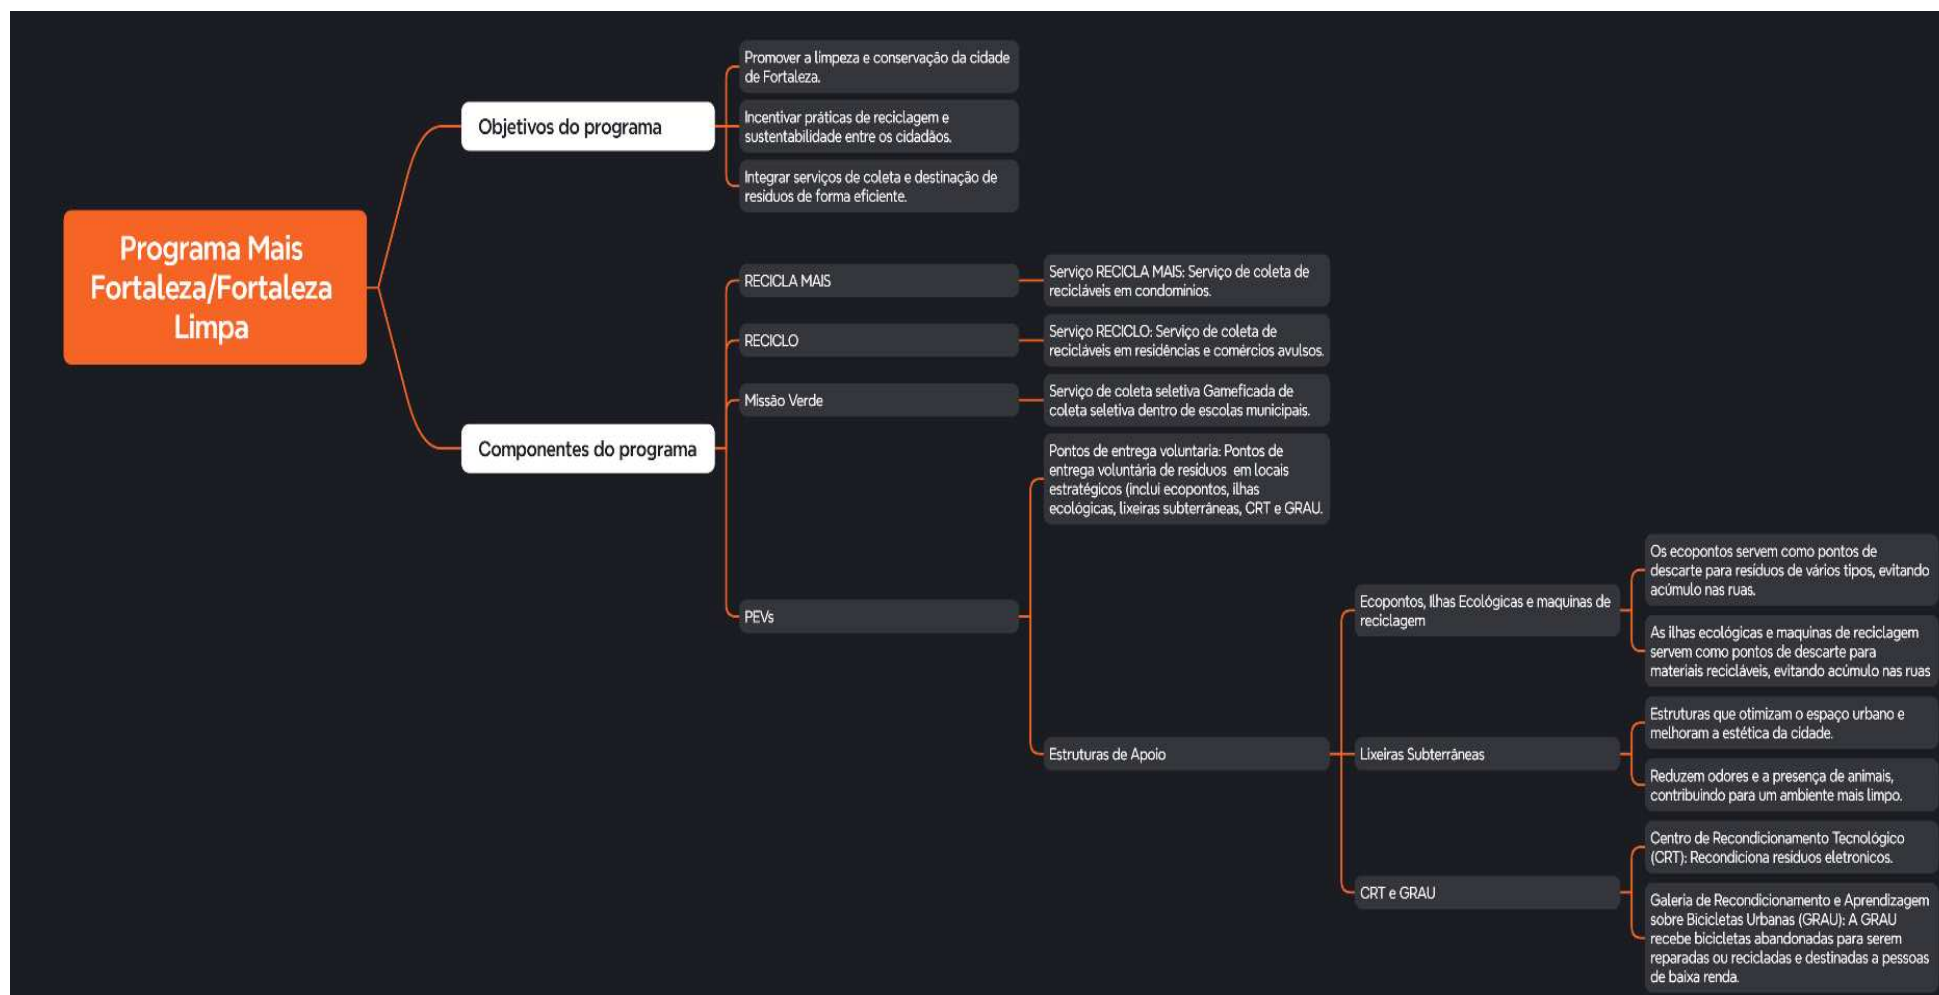 Programa Mais
Fortaleza/Fortaleza
Limpa
Objetivos do programa
Promover a limpeza e conservação da cidade
de Fortaleza.
Incentivar práticas de reciclagem e
sustentabilidade entre os cidadãos.
Integrar serviços de coleta e destinação de
resíduos de forma eficiente.
Componentes do programa
RECICLA MAIS
Serviço RECICLA MAIS: Serviço de coleta de
recicláveis em condomínios.
RECICLO
Serviço RECICLO: Serviço de coleta de
recicláveis em residências e comércios avulsos.
Missão Verde
Serviço de coleta seletiva Gameficada de
coleta seletiva dentro de escolas municipais.
PEVs
Pontos de entrega voluntaria: Pontos de
entrega voluntária de resíduos em locais
estratégicos (inclui ecopontos, ilhas
ecológicas, lixeiras subterrâneas, CRT e GRAU.
Estruturas de Apoio
Ecopontos, Ilhas Ecológicas e maquinas de
reciclagem
Os ecopontos servem como pontos de
descarte para resíduos de vários tipos, evitando
acúmulo nas ruas.
As ilhas ecológicas e maquinas de reciclagem
servem como pontos de descarte para
materiais recicláveis, evitando acúmulo nas ruas
Lixeiras Subterrâneas
Estruturas que otimizam o espaço urbano e
melhoram a estética da cidade.
Reduzem odores e a presença de animais,
contribuindo para um ambiente mais limpo.
CRT e GRAU
Centro de Recondicionamento Tecnológico
(CRT): Recondiciona resíduos eletronicos.
Galeria de Recondicionamento e Aprendizagem
sobre Bicicletas Urbanas (GRAU): A GRAU
recebe bicicletas abandonadas para serem
reparadas ou recicladas e destinadas a pessoas
de baixa renda.